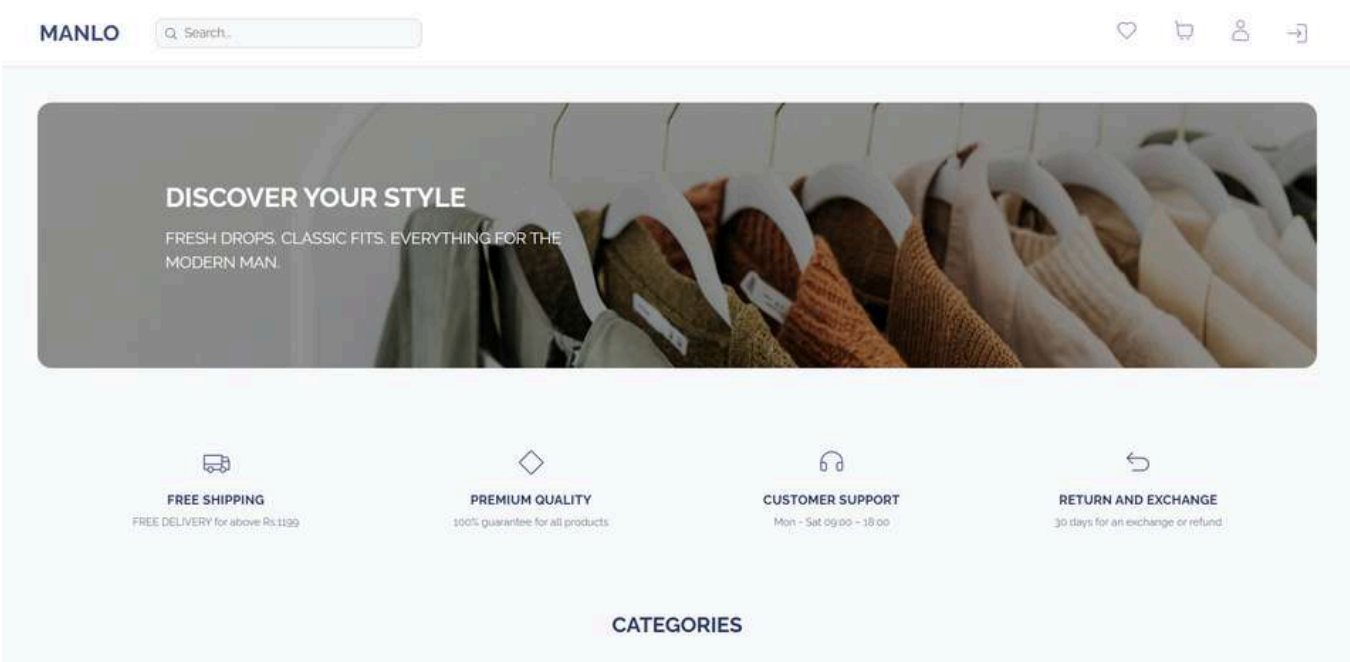 MANLO
Search..
DISCOVER YOUR STYLE
FRESH DROPS. CLASSIC FITS. EVERYTHING FOR THE
MODERN MAN.
FREE SHIPPING
FREE DELIVERY for above Rs.1199
PREMIUM QUALITY
100% guarantee for all products
CUSTOMER SUPPORT
Mon - Sat 09:00 - 18:00
RETURN AND EXCHANGE
30 days for an exchange or refund
CATEGORIES